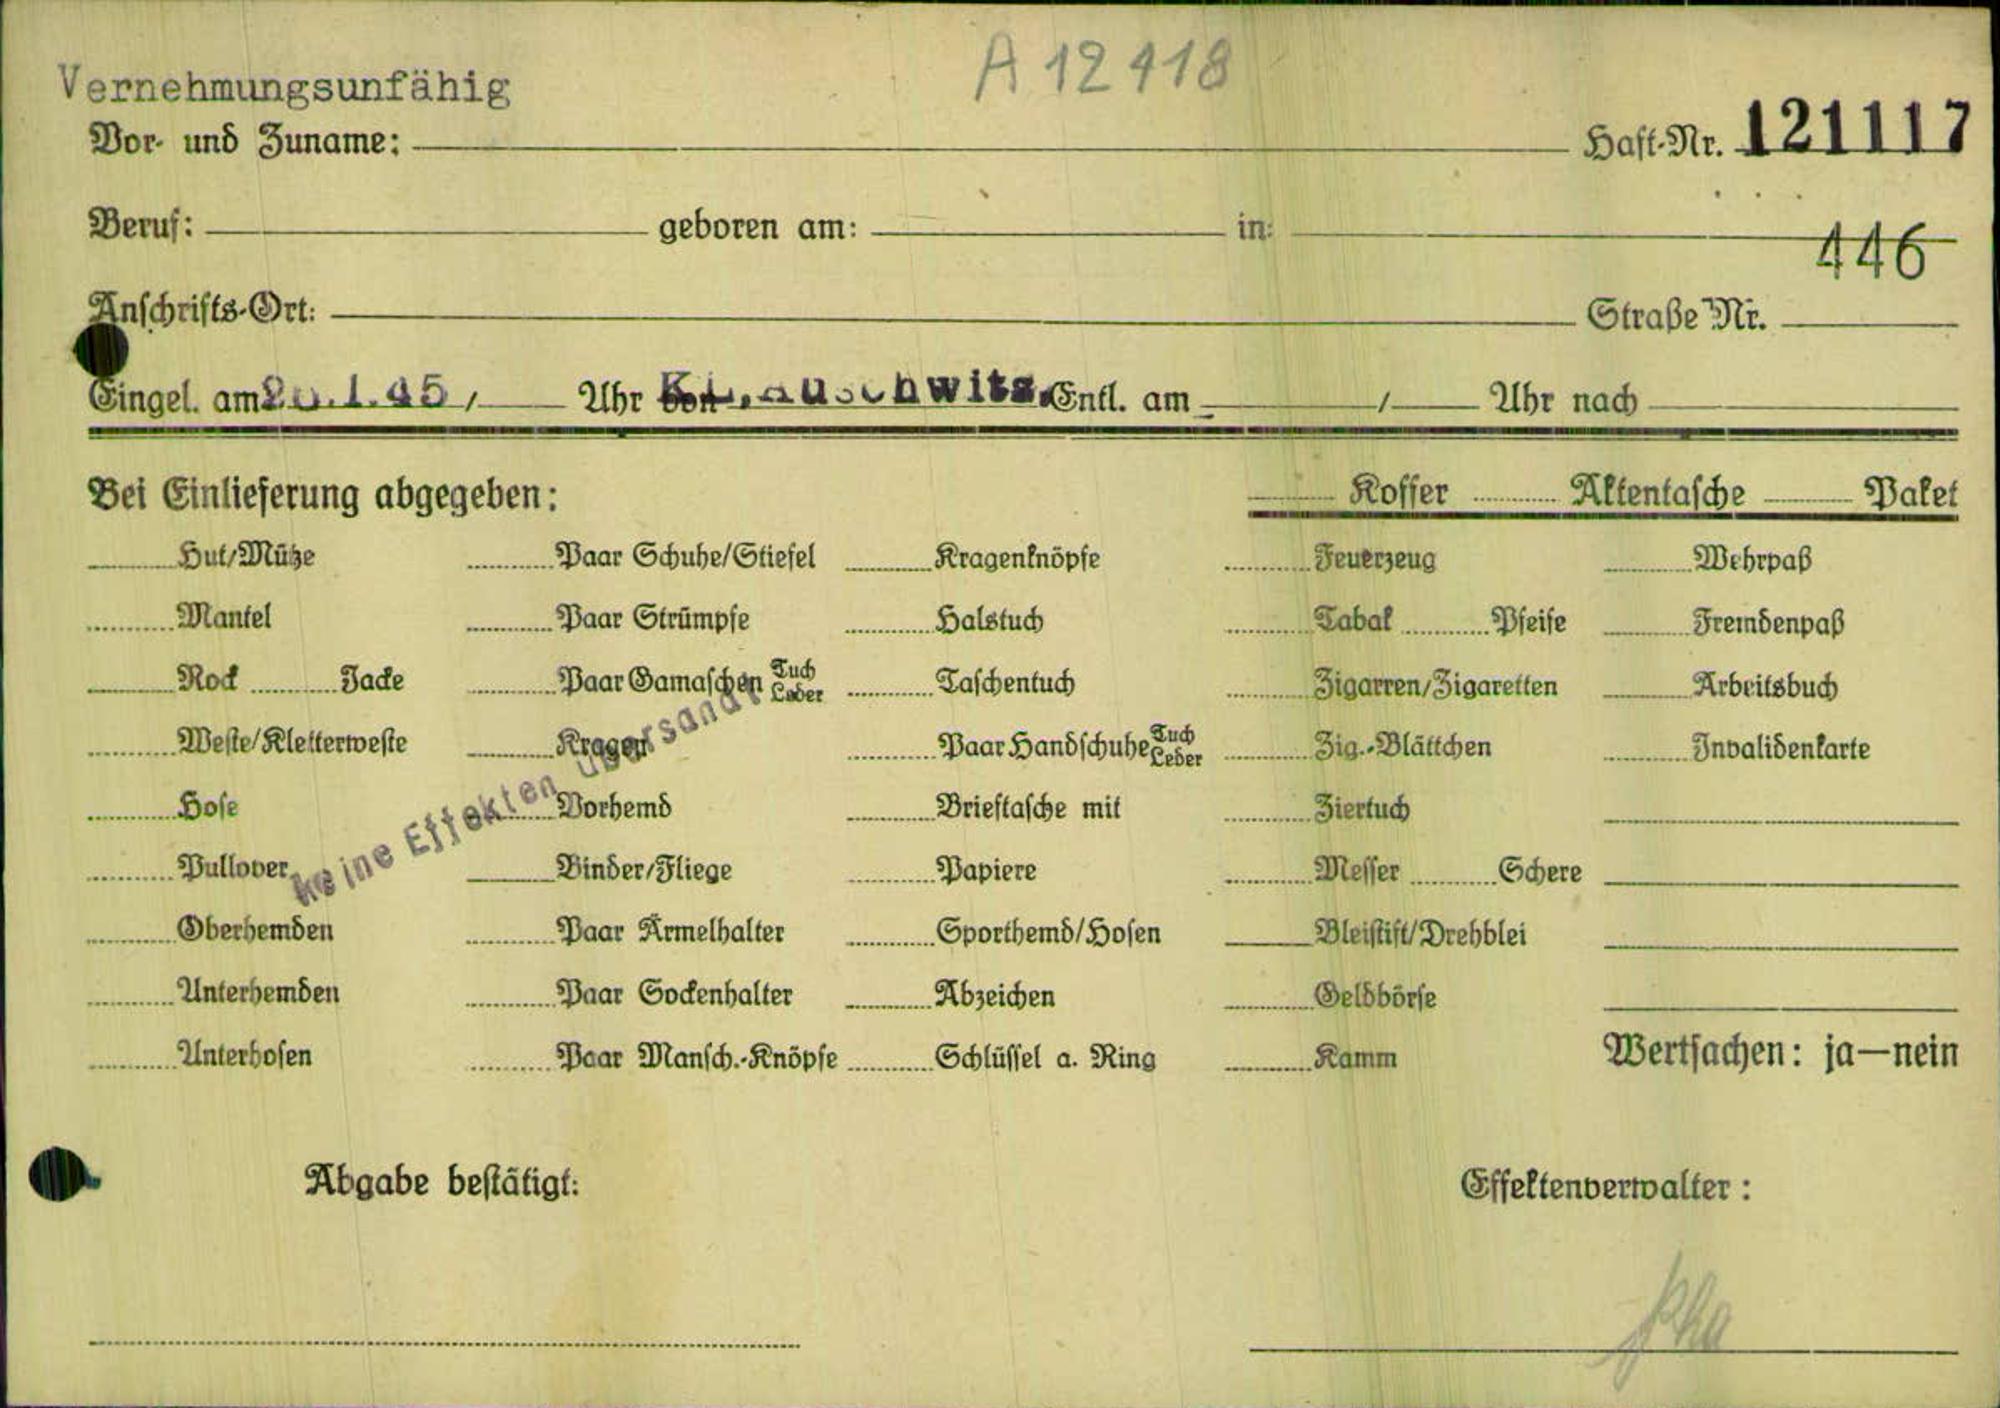 A 12418
Vernehmungsunfähig
Vor- und Zuname: Haft-Nr. 121117
Beruf: geboren am: in:
446
Anschrifts-Ort: Straße Nr.
Eingel. am .1.45 / Uhr von KL. Auschwitz. Entl. am / Uhr nach
Bei Einlieferung abgegeben: Koffer Aktentasche Paket
Hut/Mütze Paar Schuhe/Stiefel Kragenknöpfe Feuerzeug Wehrpaß
Mantel Paar Strümpfe Halstuch Tabak Pfeife Fremdenpaß
Rock Jacke Paar Gamaschen Tuch Leder Taschentuch Zigarren/Zigaretten Arbeitsbuch
Weste/Kletterweste Kragen Paar Handschuhe Tuch Leder Zig.-Blättchen Invalidenkarte
keine Effekten übersandt
Hose Vorhemd Brieftasche mit Ziertuch
Pullover Binder/Fliege Papiere Messer Schere
Oberhemden Paar Ärmelhalter Sporthemd/Hosen Bleistift/Drehblei
Unterhemden Paar Sockenhalter Abzeichen Geldbörse
Unterhosen Paar Mansch.-Knöpfe Schlüssel a. Ring Kamm Wertsachen: ja—nein
Abgabe bestätigt: Effektenverwalter: